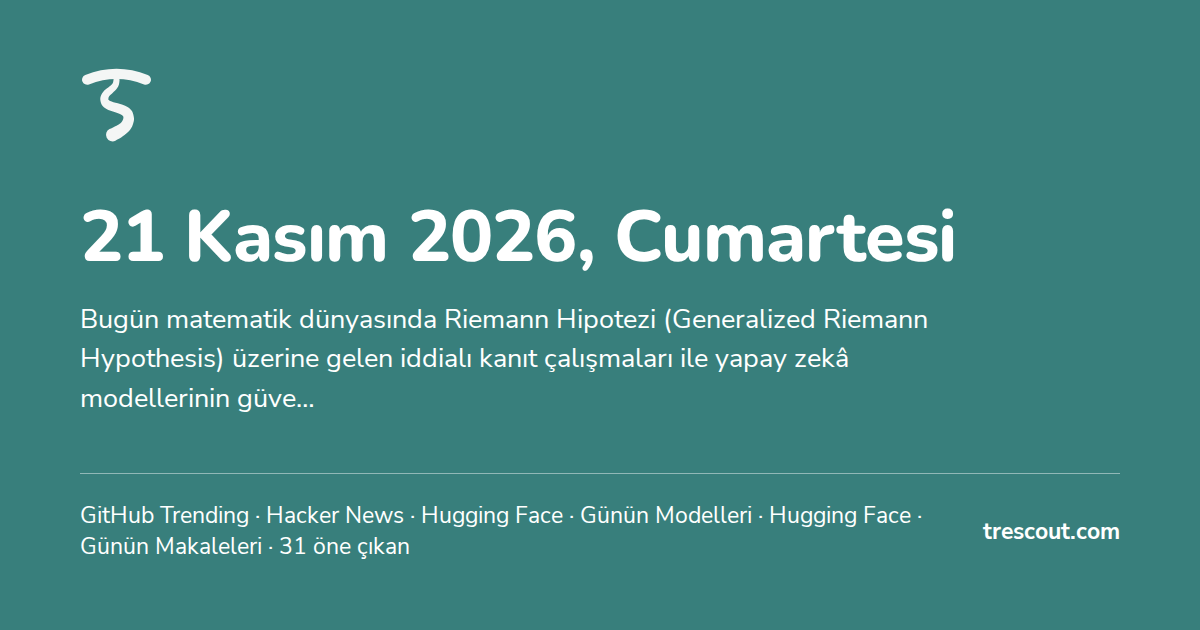 21 Kasım 2026, Cumartesi
Bugün matematik dünyasında Riemann Hipotezi (Generalized Riemann
Hypothesis) üzerine gelen iddialı kanıt çalışmaları ile yapay zekâ
modellerinin güve...
GitHub Trending · Hacker News · Hugging Face · Günün Modelleri · Hugging Face ·
Günün Makaleleri · 31 öne çıkan
trescout.com